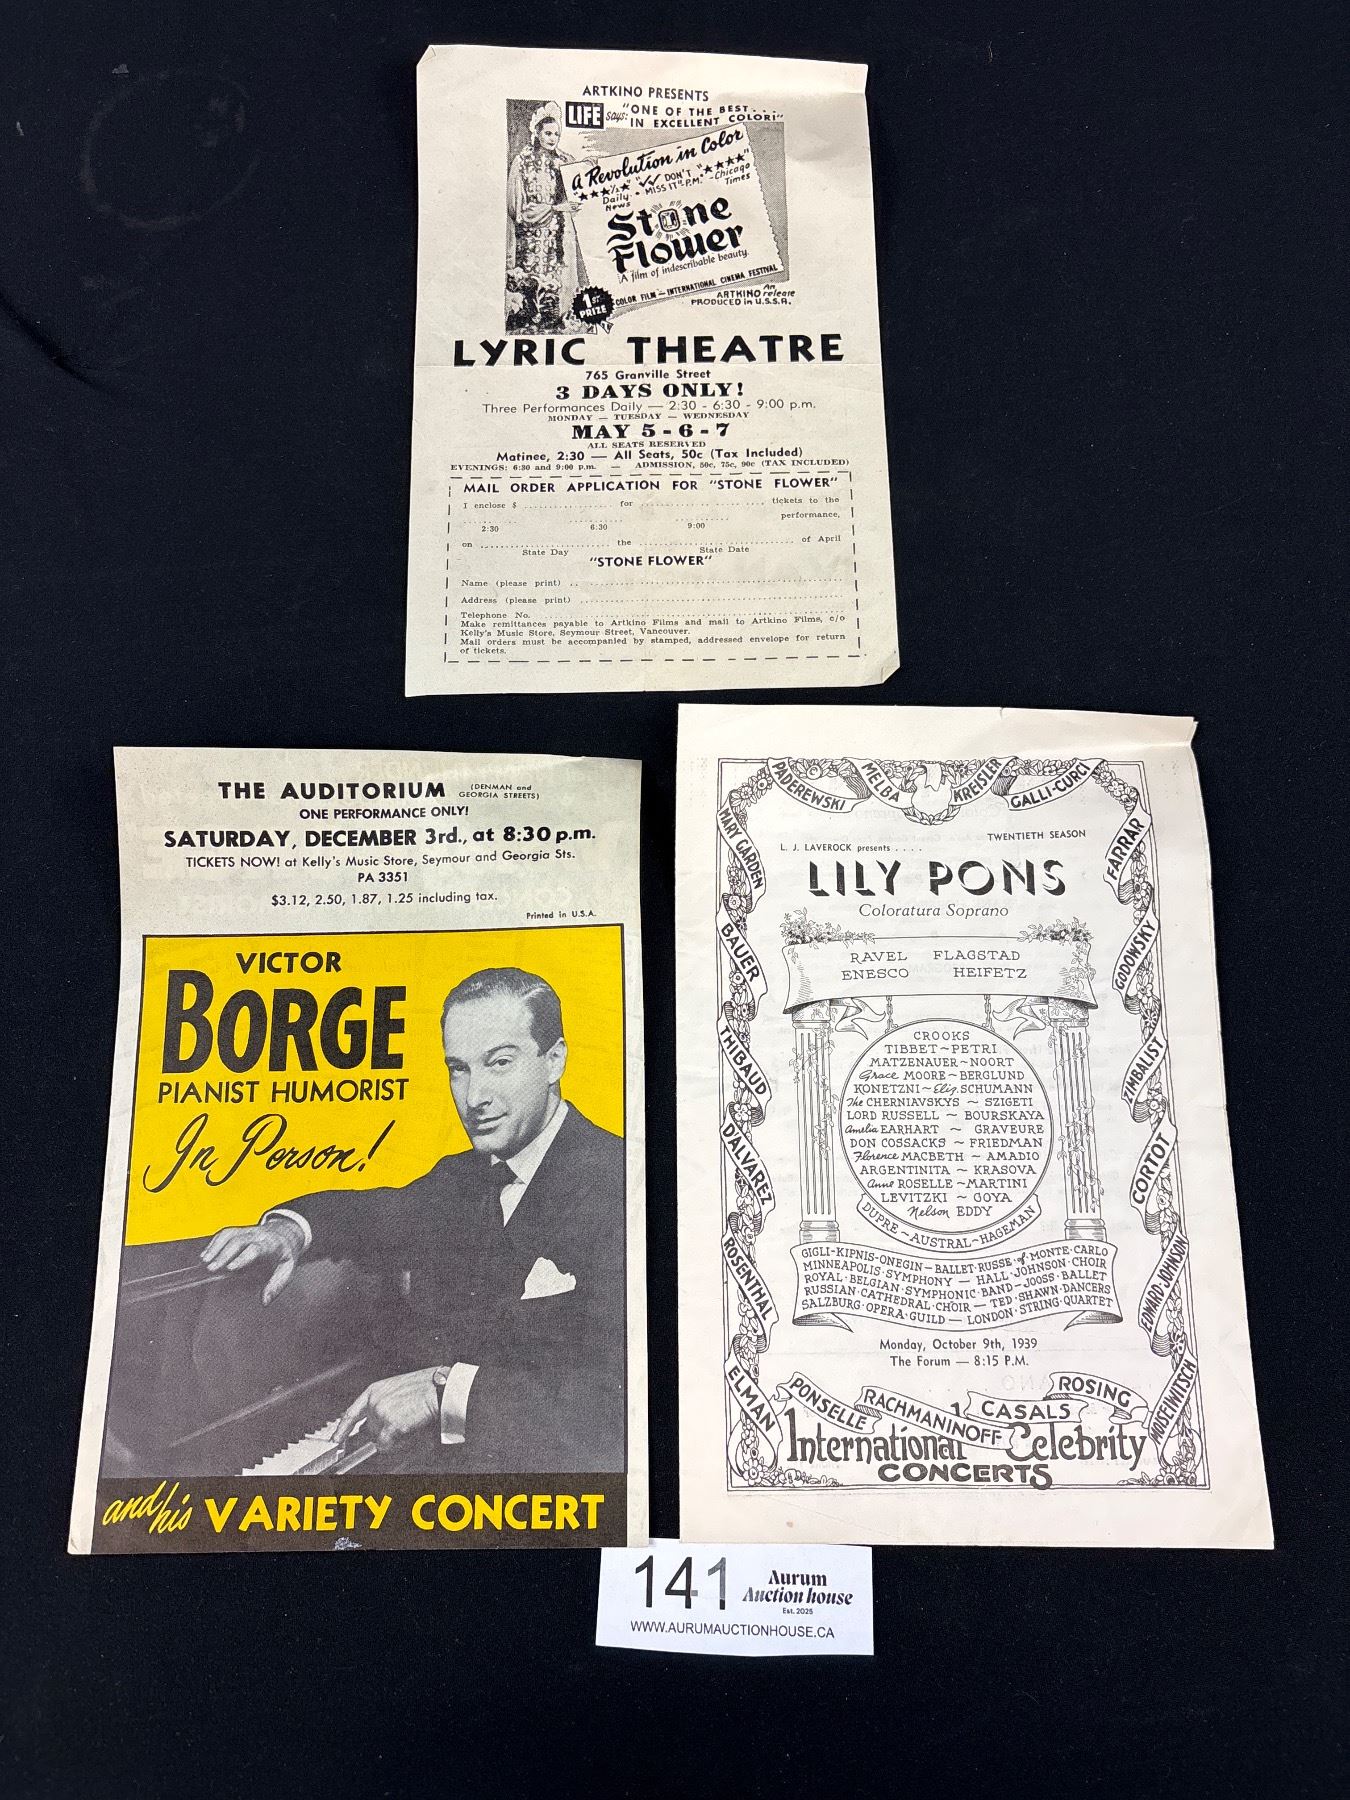 ARTKINO PRESENTS
LIFE says: "ONE OF THE BEST...
IN EXCELLENT COLOR!"
A Revolution in Color
"★★★½★" "✓✓ DON'T "★★★★"
Daily News • MISS IT"-P.M. -Chicago Times
Stone
Flower
A film of indescribable beauty.
1ST PRIZE COLOR FILM - INTERNATIONAL CINEMA FESTIVAL
An ARTKINO release
PRODUCED in U.S.S.R.
LYRIC THEATRE
765 Granville Street
3 DAYS ONLY!
Three Performances Daily — 2:30 - 6:30 - 9:00 p.m.
MONDAY — TUESDAY — WEDNESDAY
MAY 5 - 6 - 7
ALL SEATS RESERVED
Matinee, 2:30 — All Seats, 50c (Tax Included)
EVENINGS: 6:30 and 9:00 p.m. — ADMISSION, 50c, 75c, 90c (TAX INCLUDED)
MAIL ORDER APPLICATION FOR "STONE FLOWER"
I enclose $ .................. for .......................... tickets to the
.............. .............. .............. performance,
2:30 6:30 9:00
on .......................... the .......................... of April
State Day State Date
"STONE FLOWER"
Name (please print) ..........................
Address (please print) ..........................
Telephone No. ..........................
Make remittances payable to Artkino Films and mail to Artkino Films, c/o
Kelly's Music Store, Seymour Street, Vancouver.
Mail orders must be accompanied by stamped, addressed envelope for return
of tickets.
THE AUDITORIUM (DENMAN and
GEORGIA STREETS)
ONE PERFORMANCE ONLY!
SATURDAY, DECEMBER 3rd., at 8:30 p.m.
TICKETS NOW! at Kelly's Music Store, Seymour and Georgia Sts.
PA 3351
$3.12, 2.50, 1.87, 1.25 including tax.
Printed in U.S.A.
VICTOR
BORGE
PIANIST HUMORIST
In Person!
and his VARIETY CONCERT
PADEREWSKI
MELBA
KREISLER
GALLI-CURCI
MARY GARDEN
FARRAR
BAUER
GODOWSKY
THIBAUD
ZIMBALIST
D'ALVAREZ
CORTOT
ROSENTHAL
EDWARD·JOHNSON
ELMAN
MOISEIWITSCH
TWENTIETH SEASON
L. J. LAVEROCK presents . . . .
LILY PONS
Coloratura Soprano
RAVEL FLAGSTAD
ENESCO HEIFETZ
CROOKS
TIBBET~PETRI
MATZENAUER~NOORT
Grace MOORE~BERGLUND
KONETZNI~Elis. SCHUMANN
The CHERNIAVSKYS ~ SZIGETI
LORD RUSSELL ~ BOURSKAYA
Amelia EARHART ~ GRAVEURE
DON COSSACKS ~ FRIEDMAN
Florence MACBETH ~ AMADIO
ARGENTINITA ~ KRASOVA
Anne ROSELLE ~MARTINI
LEVITZKI ~ GOYA
Nelson EDDY
DUPRE ~ AUSTRAL~HAGEMAN
GIGLI-KIPNIS-ONEGIN — BALLET·RUSSE of MONTE·CARLO
MINNEAPOLIS·SYMPHONY — HALL·JOHNSON·CHOIR
ROYAL·BELGIAN·SYMPHONIC BAND-JOOSS·BALLET
RUSSIAN·CATHEDRAL·CHOIR — TED·SHAWN·DANCERS
SALZBURG·OPERA·GUILD — LONDON·STRING·QUARTET
Monday, October 9th, 1939
The Forum — 8:15 P.M.
PONSELLE
RACHMANINOFF
CASALS
ROSING
International Celebrity
CONCERTS
141 Aurum
Auction house
Est. 2025
WWW.AURUMAUCTIONHOUSE.CA